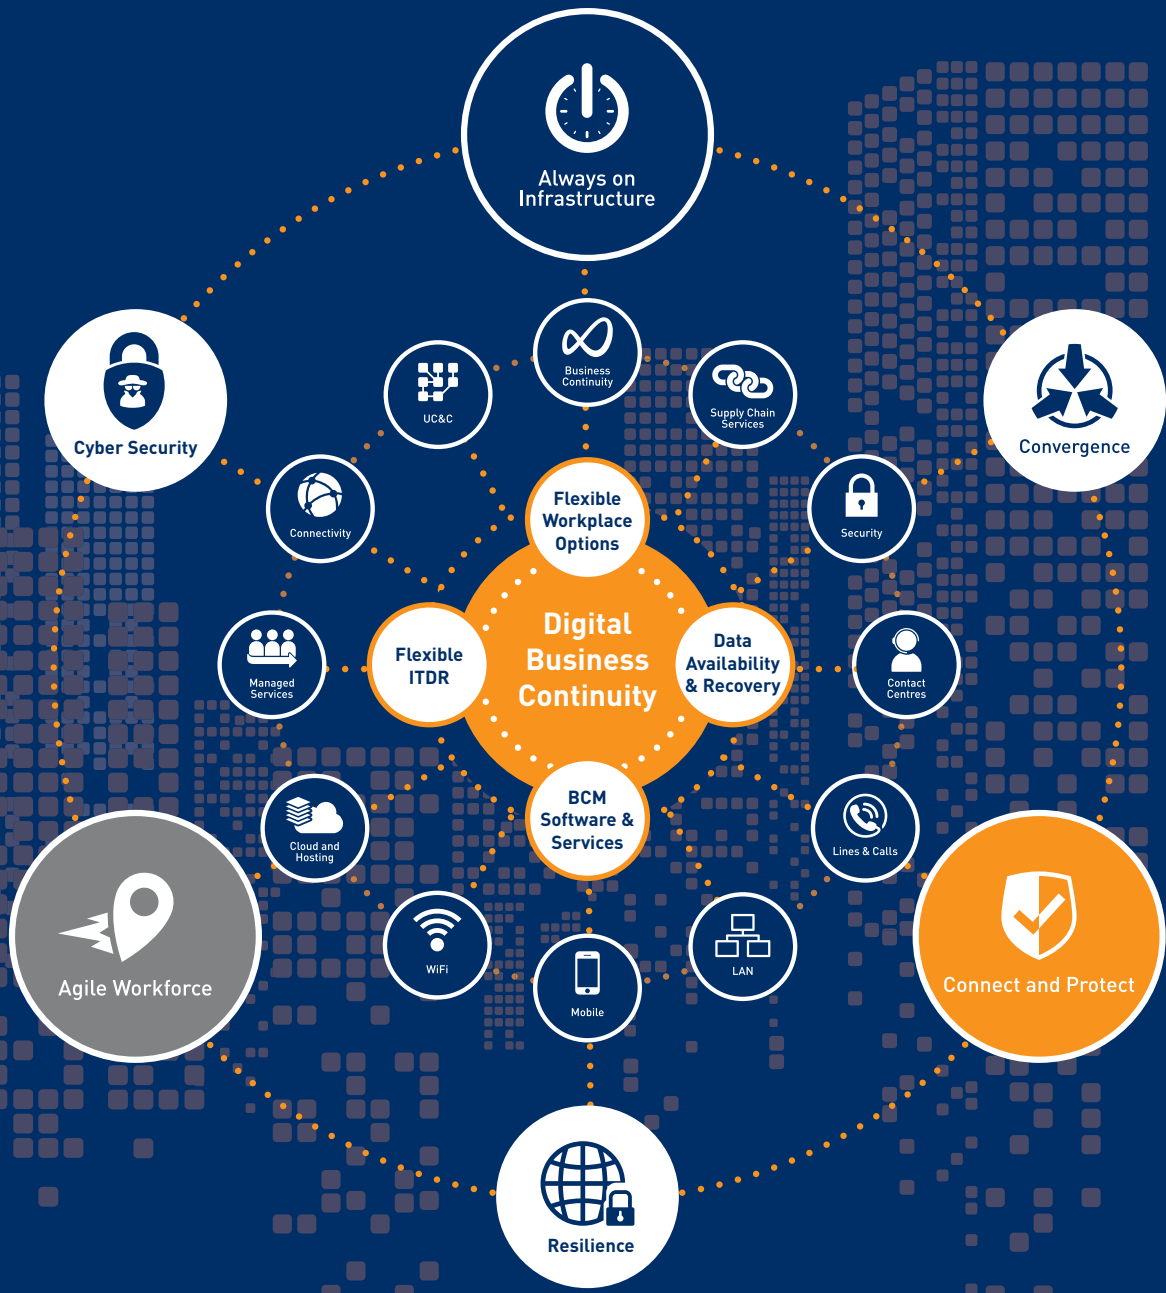 Always on
Infrastructure
Business
Continuity
UC&C
Supply Chain
Services
Cyber Security
Convergence
Connectivity
Security
Flexible
Workplace
Options
Digital
Business
Continuity
Flexible
ITDR
Data
Availability
& Recovery
Managed
Services
Contact
Centres
BCM
Software &
Services
Cloud and
Hosting
Lines & Calls
WiFi
LAN
Mobile
Agile Workforce
Connect and Protect
Resilience